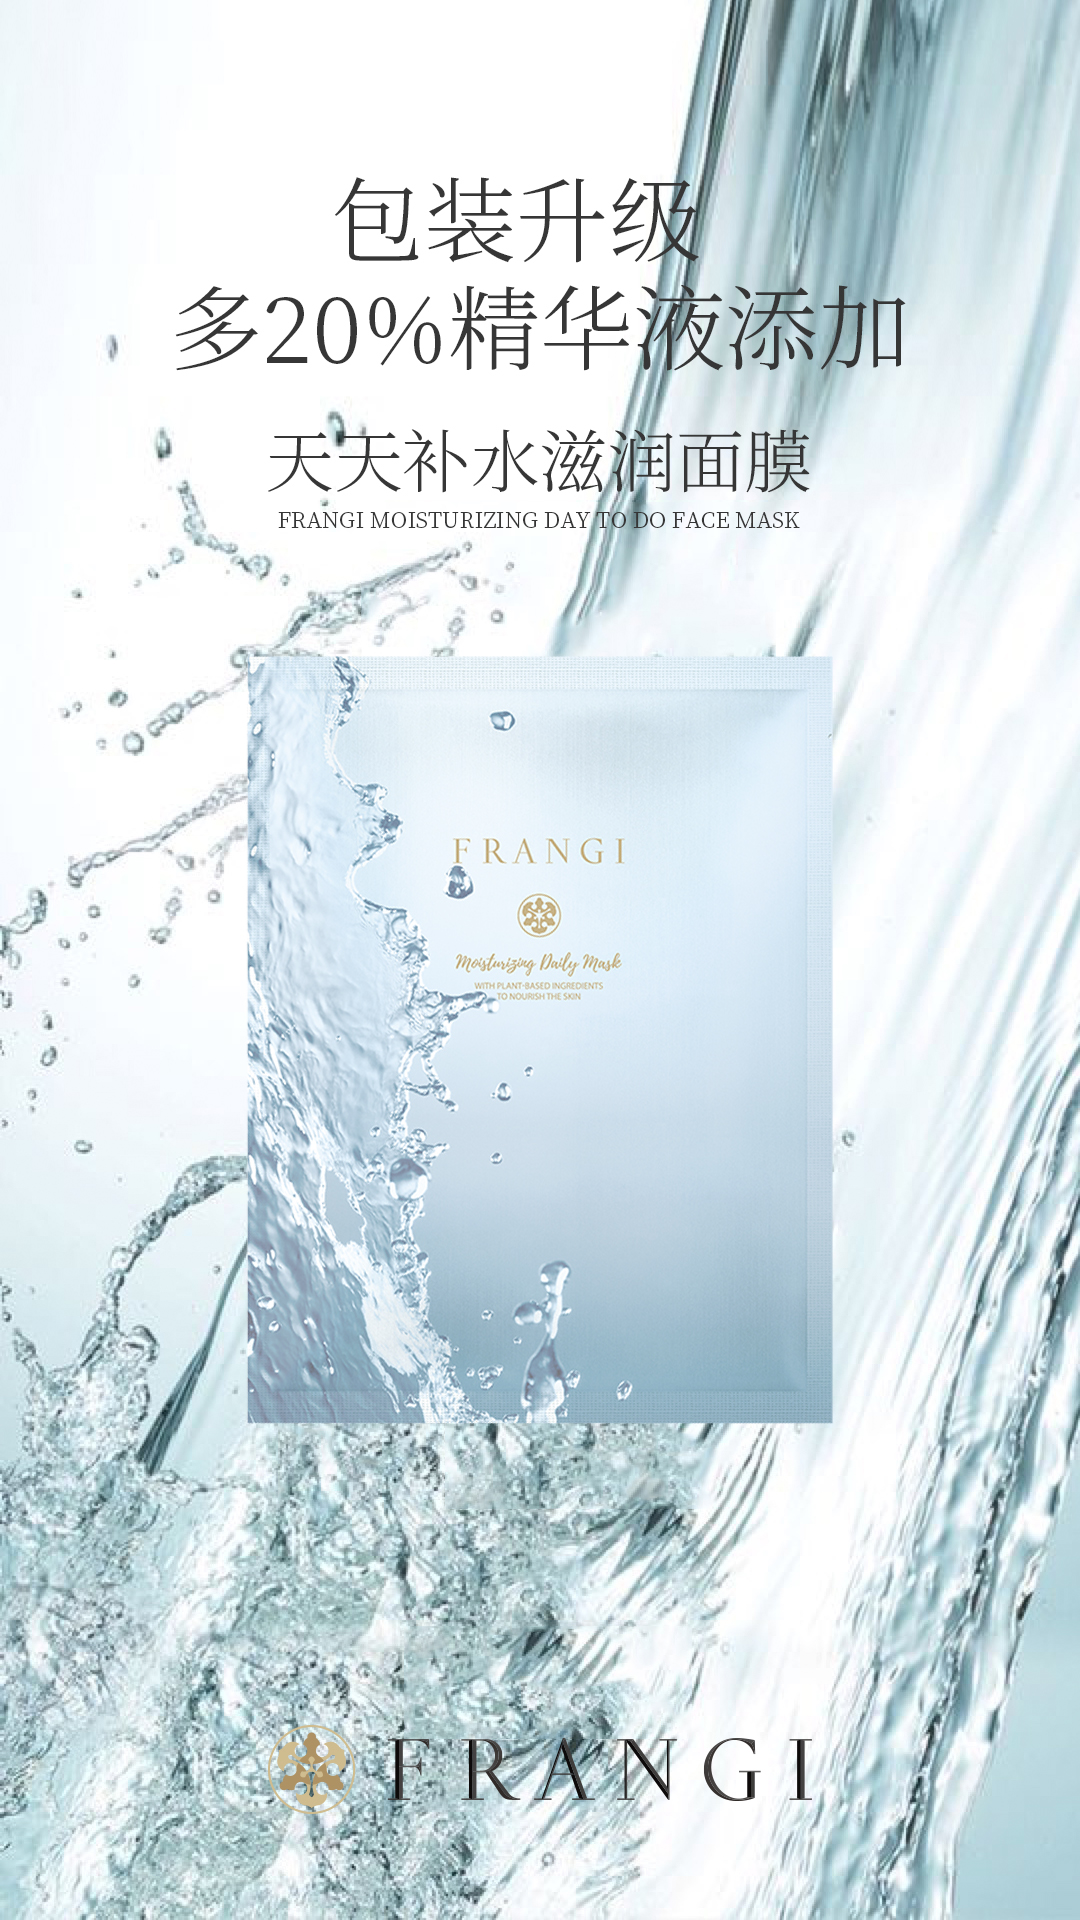 包装升级
多20%精华液添加
天天补水滋润面膜
FRANGI MOISTURIZING DAY TO DO FACE MASK
FRANGI
Moisturizing Daily Mask
WITH PLANT-BASED INGREDIENTS
TO NOURISH THE SKIN
FRANGI